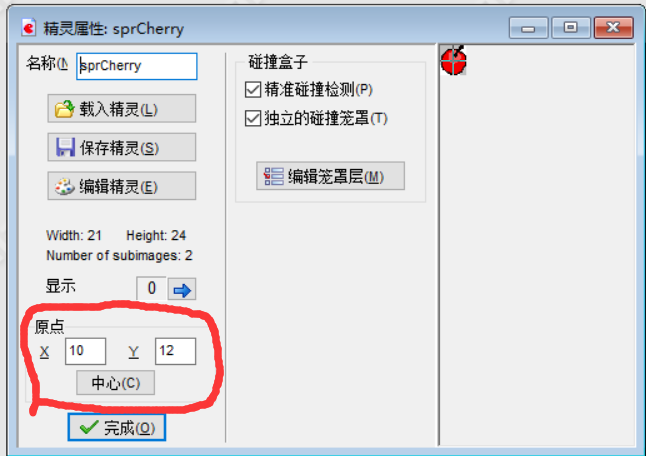 精灵属性: sprCherry
名称(N
sprCherry
载入精灵(L)
保存精灵(S)
编辑精灵(E)
Width: 21 Height: 24
Number of subimages: 2
显示 0
原点
X 10 Y 12
中心(C)
完成(O)
碰撞盒子
精准碰撞检测(P)
独立的碰撞笼罩(T)
编辑笼罩层(M)